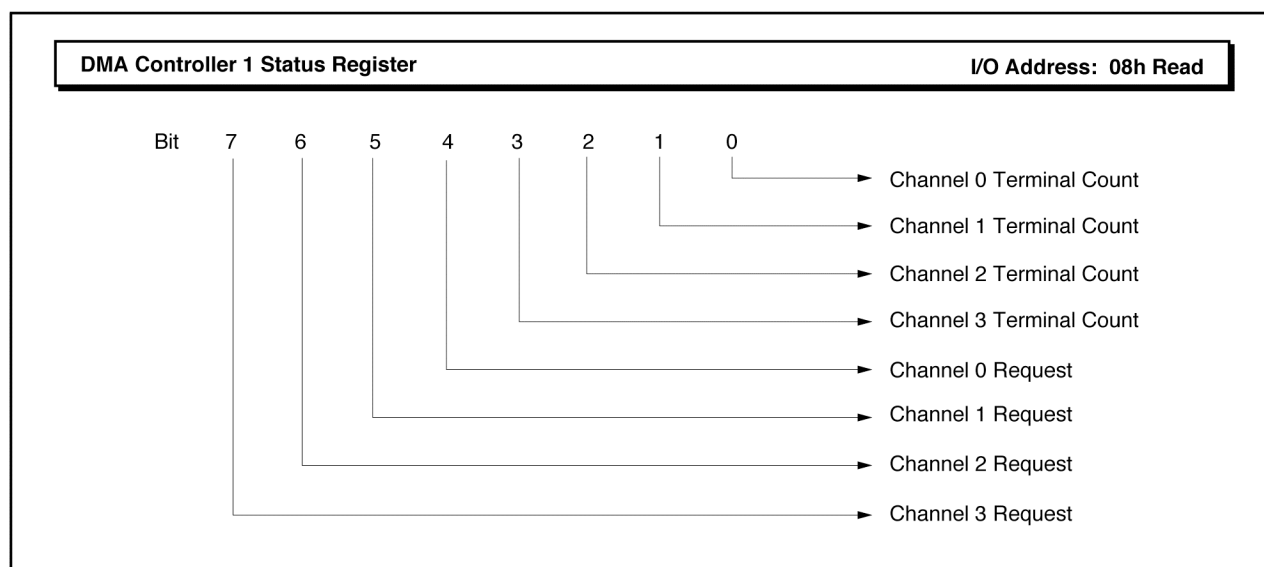 DMA Controller 1 Status Register I/O Address: 08h Read
Bit 7 6 5 4 3 2 1 0
Channel 0 Terminal Count
Channel 1 Terminal Count
Channel 2 Terminal Count
Channel 3 Terminal Count
Channel 0 Request
Channel 1 Request
Channel 2 Request
Channel 3 Request